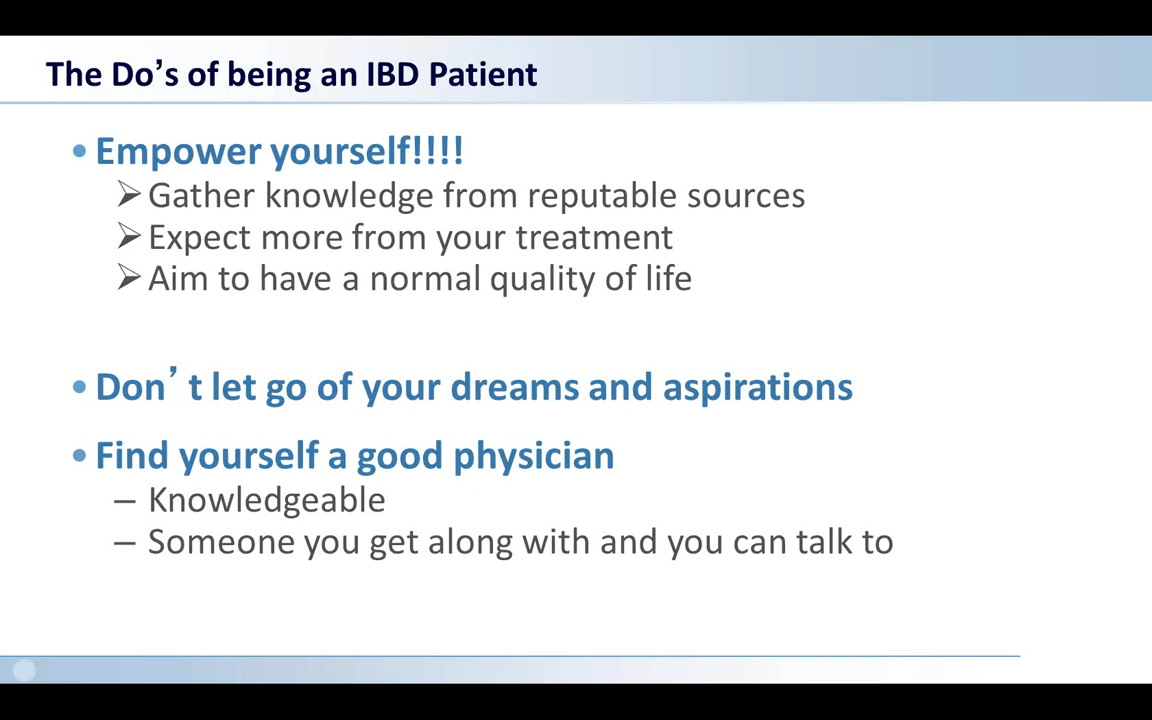 The Do’s of being an IBD Patient
• Empower yourself!!!!
➢ Gather knowledge from reputable sources
➢ Expect more from your treatment
➢ Aim to have a normal quality of life
• Don’ t let go of your dreams and aspirations
• Find yourself a good physician
– Knowledgeable
– Someone you get along with and you can talk to